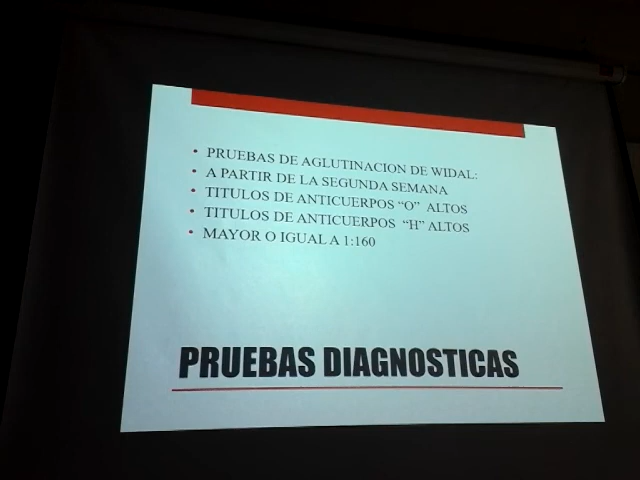 • PRUEBAS DE AGLUTINACION DE WIDAL:
• A PARTIR DE LA SEGUNDA SEMANA
• TITULOS DE ANTICUERPOS “O” ALTOS
• TITULOS DE ANTICUERPOS “H” ALTOS
• MAYOR O IGUAL A 1:160
PRUEBAS DIAGNOSTICAS